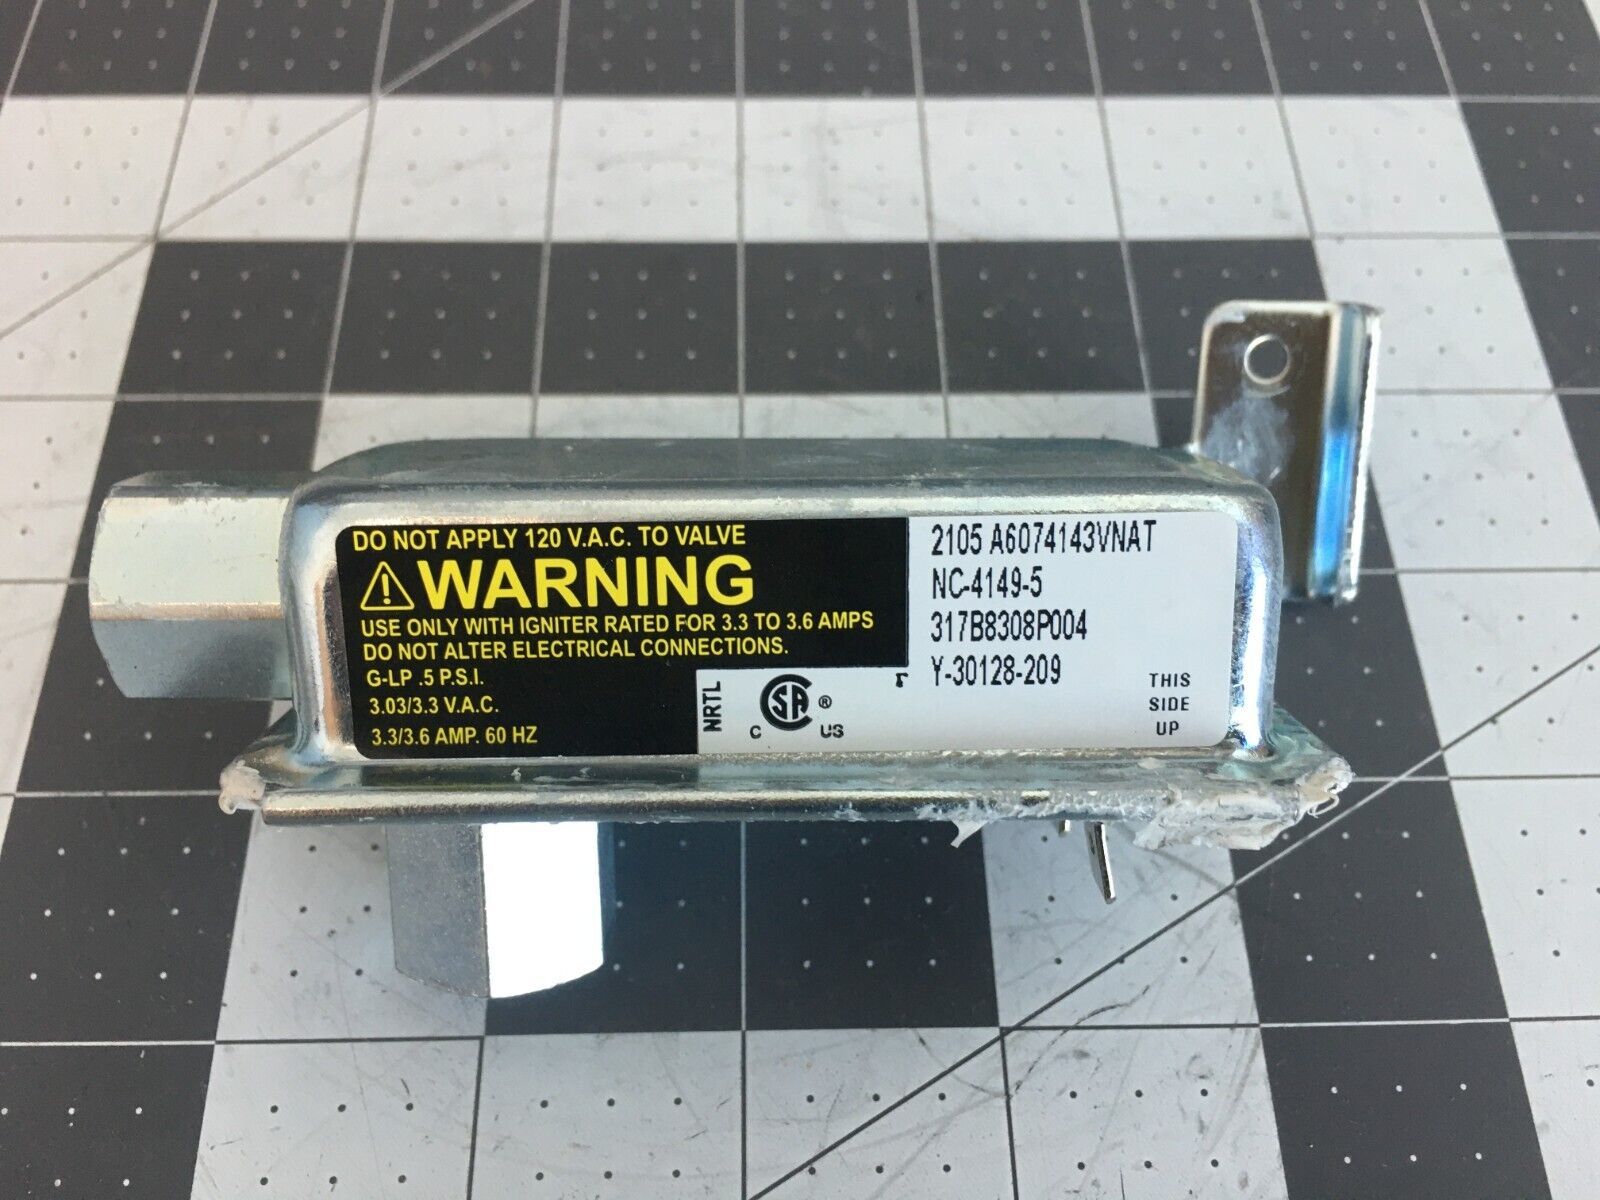 DO NOT APPLY 120 V.A.C. TO VALVE
WARNING
USE ONLY WITH IGNITER RATED FOR 3.3 TO 3.6 AMPS
DO NOT ALTER ELECTRICAL CONNECTIONS.
G-LP .5 P.S.I.
3.03/3.3 V.A.C.
3.3/3.6 AMP. 60 HZ
NRTL
C SA ® US
2105 A6074143VNAT
NC-4149-5
317B8308P004
Y-30128-209
THIS
SIDE
UP